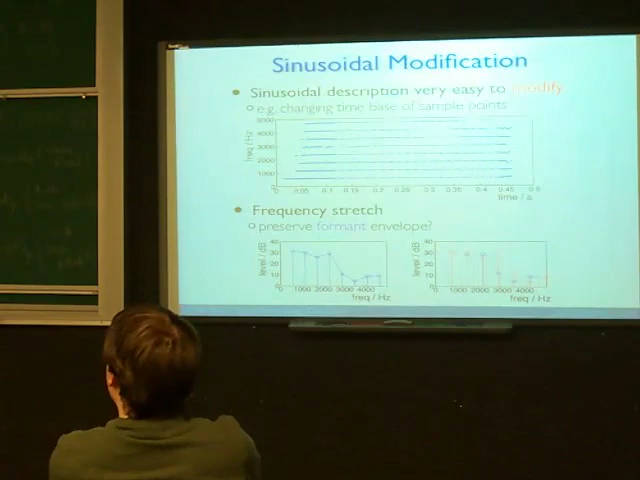 Sinusoidal Modification
Sinusoidal description very easy to modify
e.g. changing time base of sample points
freq / Hz
5000
4000
3000
2000
1000
0
0 0.05 0.1 0.15 0.2 0.25 0.3 0.35 0.4 0.45 0.5
time / s
Frequency stretch
preserve formant envelope?
level / dB
40
30
20
10
0
0 1000 2000 3000 4000
freq / Hz
level / dB
40
30
20
10
0
0 1000 2000 3000 4000
freq / Hz